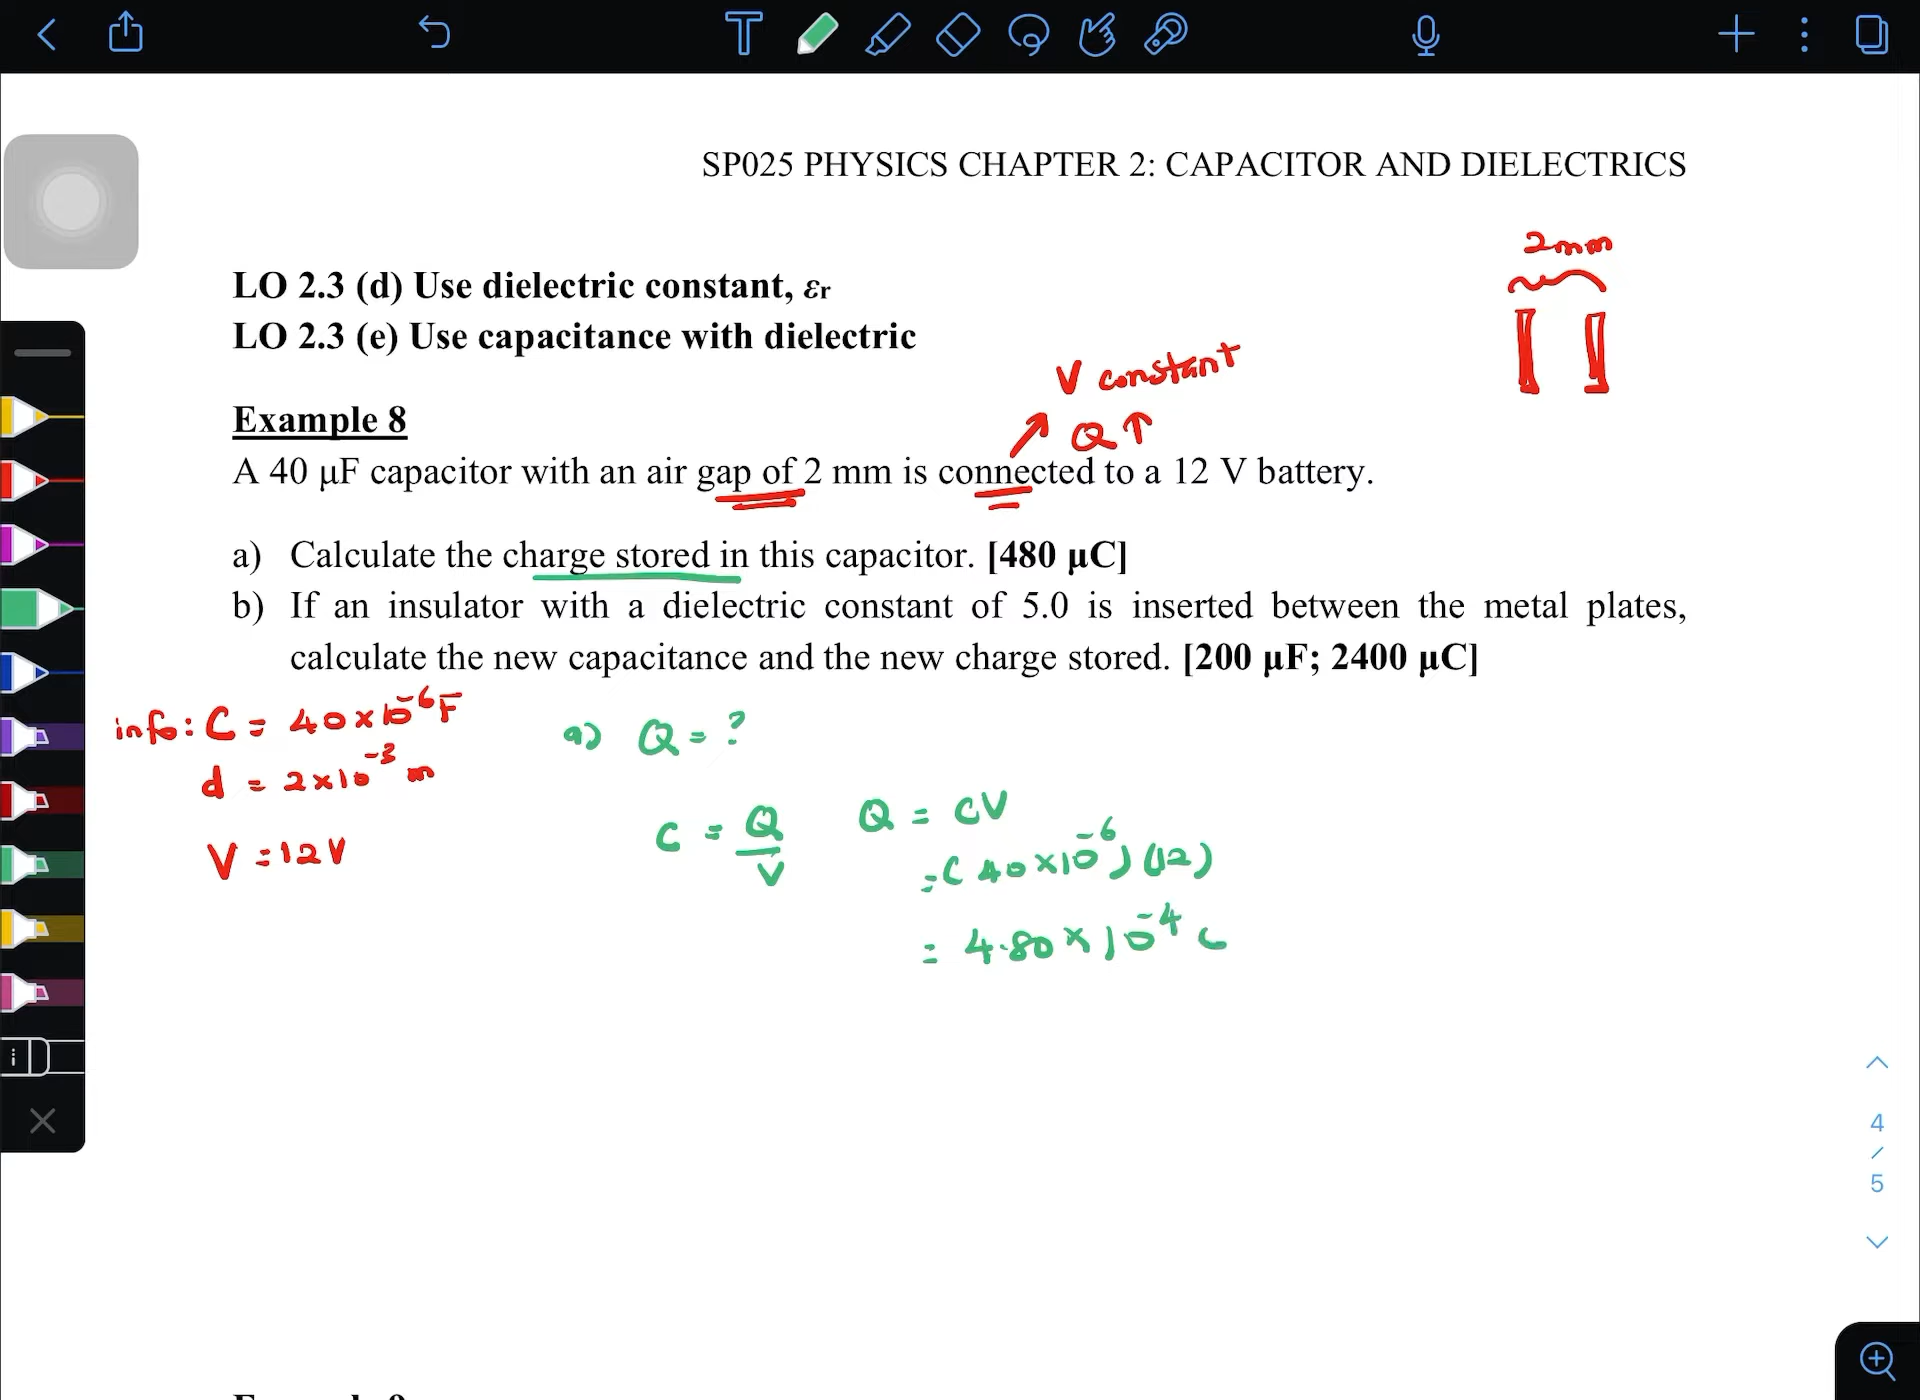 SP025 PHYSICS CHAPTER 2: CAPACITOR AND DIELECTRICS
2mm
LO 2.3 (d) Use dielectric constant, εr
LO 2.3 (e) Use capacitance with dielectric
V constant
Q ↑
Example 8
A 40 μF capacitor with an air gap of 2 mm is connected to a 12 V battery.
a) Calculate the charge stored in this capacitor. [480 μC]
b) If an insulator with a dielectric constant of 5.0 is inserted between the metal plates,
calculate the new capacitance and the new charge stored. [200 μF; 2400 μC]
info: C = 40 × 10⁻⁶ F
d = 2 × 10⁻³ m
V = 12 V
a) Q = ?
C = Q/V
Q = CV
= (40 × 10⁻⁶)(12)
= 4.80 × 10⁻⁴ C
4
/
5